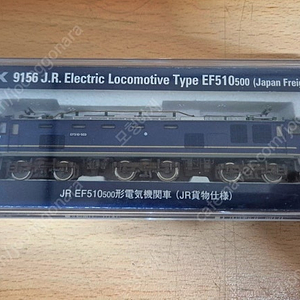 9156 J.R. Electric Locomotive Type EF510500 (Japan Frei
JR EF510500形電気機関車（JR貨物仕様）